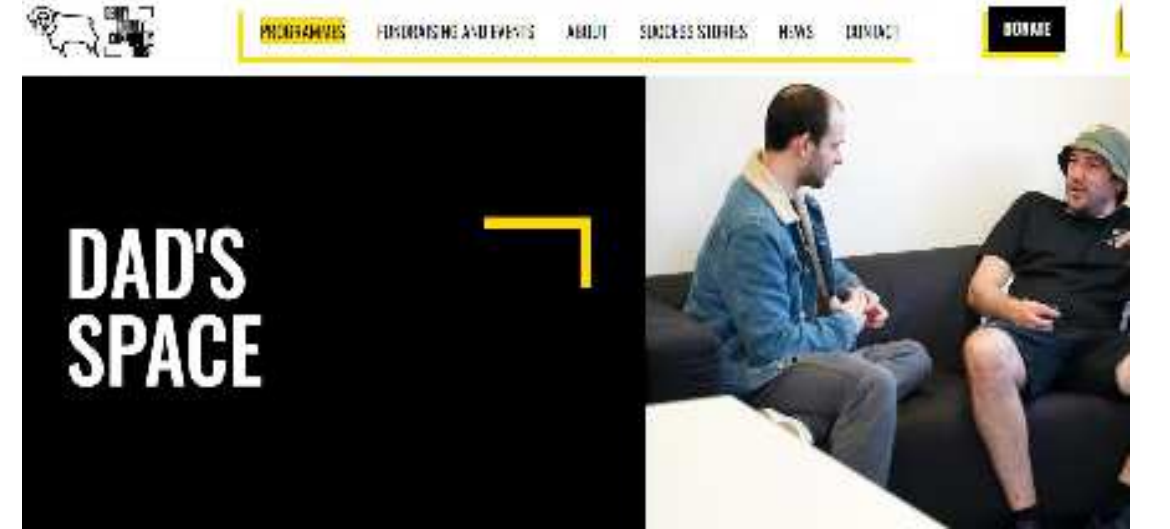 PROGRAMMES FUNDRAISING AND EVENTS ABOUT SUCCESS STORIES NEWS CONTACT DONATE
DAD'S
SPACE